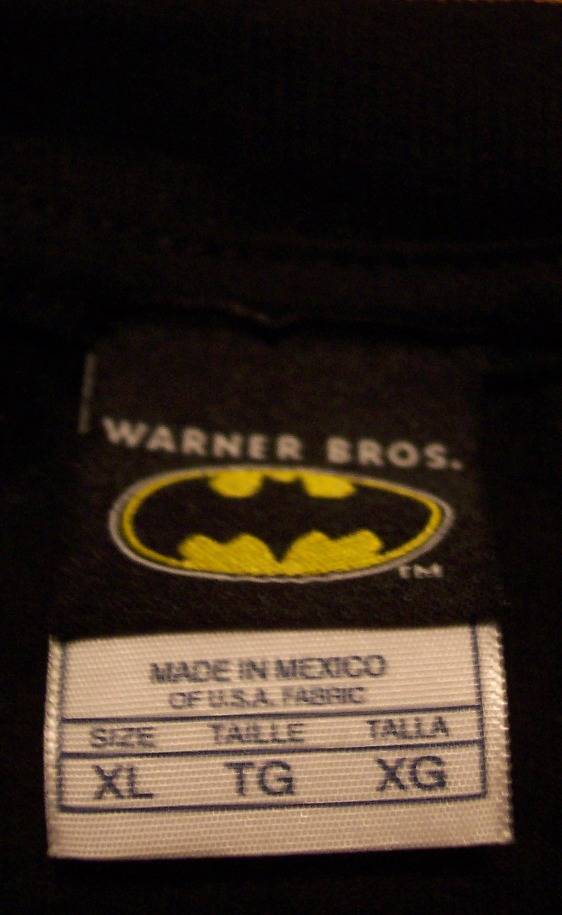 WARNER BROS.
TM
MADE IN MEXICO
OF U.S.A. FABRIC
SIZE TAILLE TALLA
XL TG XG